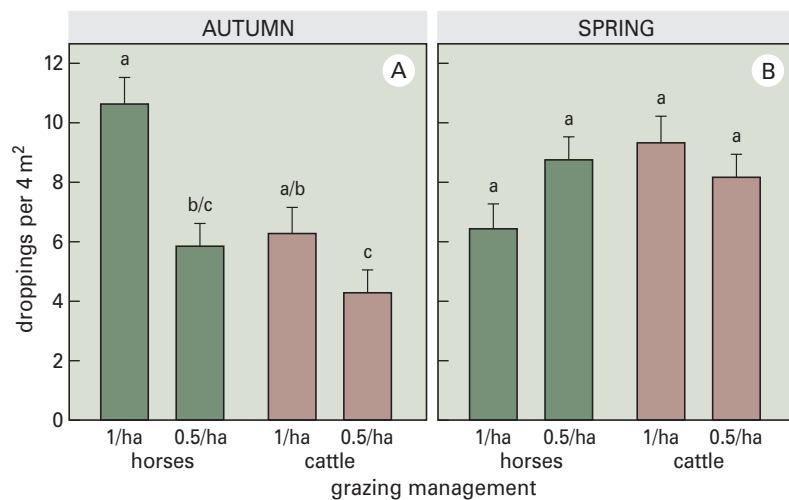 AUTUMN
SPRING
A
B
droppings per 4 m²
12
10
8
6
4
2
0
a
b/c
a/b
c
a
a
a
a
1/ha 0.5/ha 1/ha 0.5/ha
horses cattle
1/ha 0.5/ha 1/ha 0.5/ha
horses cattle
grazing management